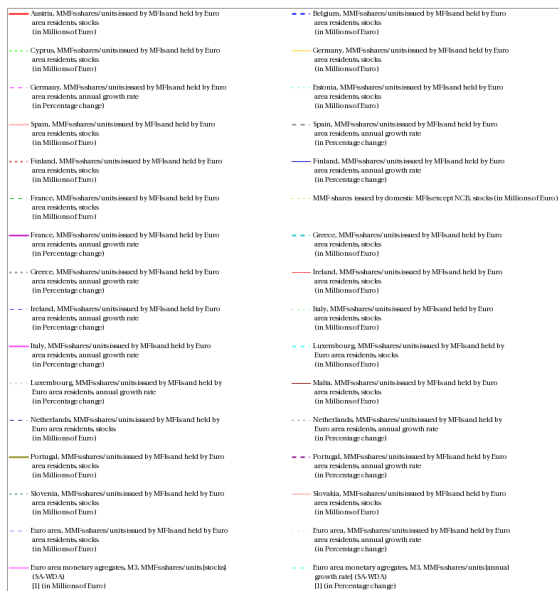 Austria, MMFs shares/units issued by MFIs and held by Euro
area residents, stocks
(in Millions of Euro)
Belgium, MMFs shares/units issued by MFIs and held by Euro
area residents, stocks
(in Millions of Euro)
Cyprus, MMFs shares/units issued by MFIs and held by Euro
area residents, stocks
(in Millions of Euro)
Germany, MMFs shares/units issued by MFIs and held by Euro
area residents, stocks
(in Millions of Euro)
Germany, MMFs shares/units issued by MFIs and held by Euro
area residents, annual growth rate
(in Percentage change)
Estonia, MMFs shares/units issued by MFIs and held by Euro
area residents, stocks
(in Millions of Euro)
Spain, MMFs shares/units issued by MFIs and held by Euro
area residents, stocks
(in Millions of Euro)
Spain, MMFs shares/units issued by MFIs and held by Euro
area residents, annual growth rate
(in Percentage change)
Finland, MMFs shares/units issued by MFIs and held by Euro
area residents, stocks
(in Millions of Euro)
Finland, MMFs shares/units issued by MFIs and held by Euro
area residents, annual growth rate
(in Percentage change)
France, MMFs shares/units issued by MFIs and held by Euro
area residents, stocks
(in Millions of Euro)
MMF shares issued by domestic MFIs except NCB, stocks (in Millions of Euro)
France, MMFs shares/units issued by MFIs and held by Euro
area residents, annual growth rate
(in Percentage change)
Greece, MMFs shares/units issued by MFIs and held by Euro
area residents, stocks
(in Millions of Euro)
Greece, MMFs shares/units issued by MFIs and held by Euro
area residents, annual growth rate
(in Percentage change)
Ireland, MMFs shares/units issued by MFIs and held by Euro
area residents, stocks
(in Millions of Euro)
Ireland, MMFs shares/units issued by MFIs and held by Euro
area residents, annual growth rate
(in Percentage change)
Italy, MMFs shares/units issued by MFIs and held by Euro
area residents, stocks
(in Millions of Euro)
Italy, MMFs shares/units issued by MFIs and held by Euro
area residents, annual growth rate
(in Percentage change)
Luxembourg, MMFs shares/units issued by MFIs and held by
Euro area residents, stocks
(in Millions of Euro)
Luxembourg, MMFs shares/units issued by MFIs and held by
Euro area residents, annual growth rate
(in Percentage change)
Malta, MMFs shares/units issued by MFIs and held by Euro
area residents, stocks
(in Millions of Euro)
Netherlands, MMFs shares/units issued by MFIs and held by
Euro area residents, stocks
(in Millions of Euro)
Netherlands, MMFs shares/units issued by MFIs and held by
Euro area residents, annual growth rate
(in Percentage change)
Portugal, MMFs shares/units issued by MFIs and held by Euro
area residents, stocks
(in Millions of Euro)
Portugal, MMFs shares/units issued by MFIs and held by Euro
area residents, annual growth rate
(in Percentage change)
Slovenia, MMFs shares/units issued by MFIs and held by Euro
area residents, stocks
(in Millions of Euro)
Slovakia, MMFs shares/units issued by MFIs and held by Euro
area residents, stocks
(in Millions of Euro)
Euro area, MMFs shares/units issued by MFIs and held by Euro
area residents, stocks
(in Millions of Euro)
Euro area, MMFs shares/units issued by MFIs and held by Euro
area residents, annual growth rate
(in Percentage change)
Euro area monetary agregates, M3, MMFs shares/units [stocks]
(SA-WDA)
[1] (in Millions of Euro)
Euro area monetary agregates, M3, MMFs shares/units [annual
growth rate] (SA-WDA)
[1] (in Percentage change)